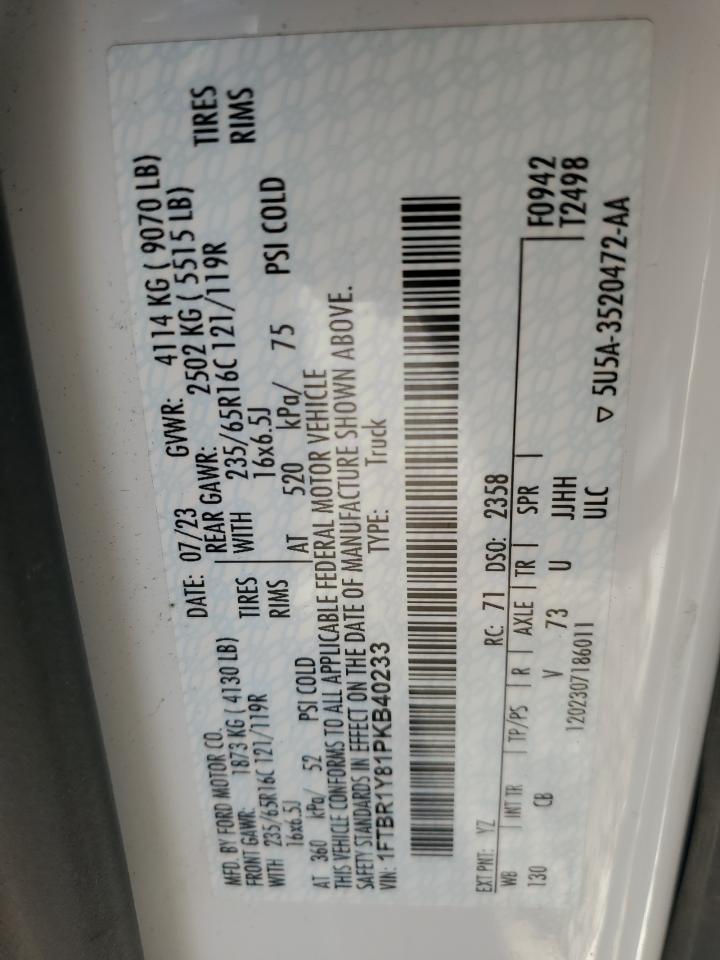 MFD. BY FORD MOTOR CO.
DATE: 07/23 GVWR: 4114 KG ( 9070 LB)
FRONT GAWR: 1873 KG ( 4130 LB) REAR GAWR: 2502 KG ( 5515 LB)
WITH 235/65R16C 121/119R TIRES WITH 235/65R16C 121/119R TIRES
16x6.5J RIMS 16x6.5J RIMS
AT 360 kPa/ 52 PSI COLD AT 520 kPa/ 75 PSI COLD
THIS VEHICLE CONFORMS TO ALL APPLICABLE FEDERAL MOTOR VEHICLE
SAFETY STANDARDS IN EFFECT ON THE DATE OF MANUFACTURE SHOWN ABOVE.
VIN: 1FTBR1Y81PKB40233 TYPE: Truck
EXT PNT: YZ RC: 71 DSO: 2358
WB INT TR TP/PS R AXLE TR SPR F0942
130 CB V 73 U JJHH T2498
1202307186011 ULC ▽ 5U5A-3520472-AA